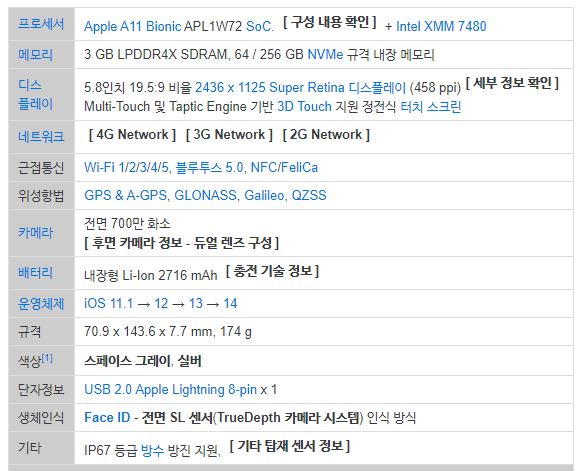 프로세서 Apple A11 Bionic APL1W72 SoC. [ 구성 내용 확인 ] + Intel XMM 7480
메모리 3 GB LPDDR4X SDRAM, 64 / 256 GB NVMe 규격 내장 메모리
디스
플레이
5.8인치 19.5:9 비율 2436 x 1125 Super Retina 디스플레이 (458 ppi) [ 세부 정보 확인 ]
Multi-Touch 및 Taptic Engine 기반 3D Touch 지원 정전식 터치 스크린
네트워크 [ 4G Network ] [ 3G Network ] [ 2G Network ]
근접통신 Wi-Fi 1/2/3/4/5, 블루투스 5.0, NFC/FeliCa
위성항법 GPS & A-GPS, GLONASS, Galileo, QZSS
카메라
전면 700만 화소
[ 후면 카메라 정보 - 듀얼 렌즈 구성 ]
배터리 내장형 Li-Ion 2716 mAh [ 충전 기술 정보 ]
운영체제 iOS 11.1 → 12 → 13 → 14
규격 70.9 x 143.6 x 7.7 mm, 174 g
색상[1] 스페이스 그레이, 실버
단자정보 USB 2.0 Apple Lightning 8-pin x 1
생체인식 Face ID - 전면 SL 센서(TrueDepth 카메라 시스템) 인식 방식
기타 IP67 등급 방수 방진 지원, [ 기타 탑재 센서 정보 ]